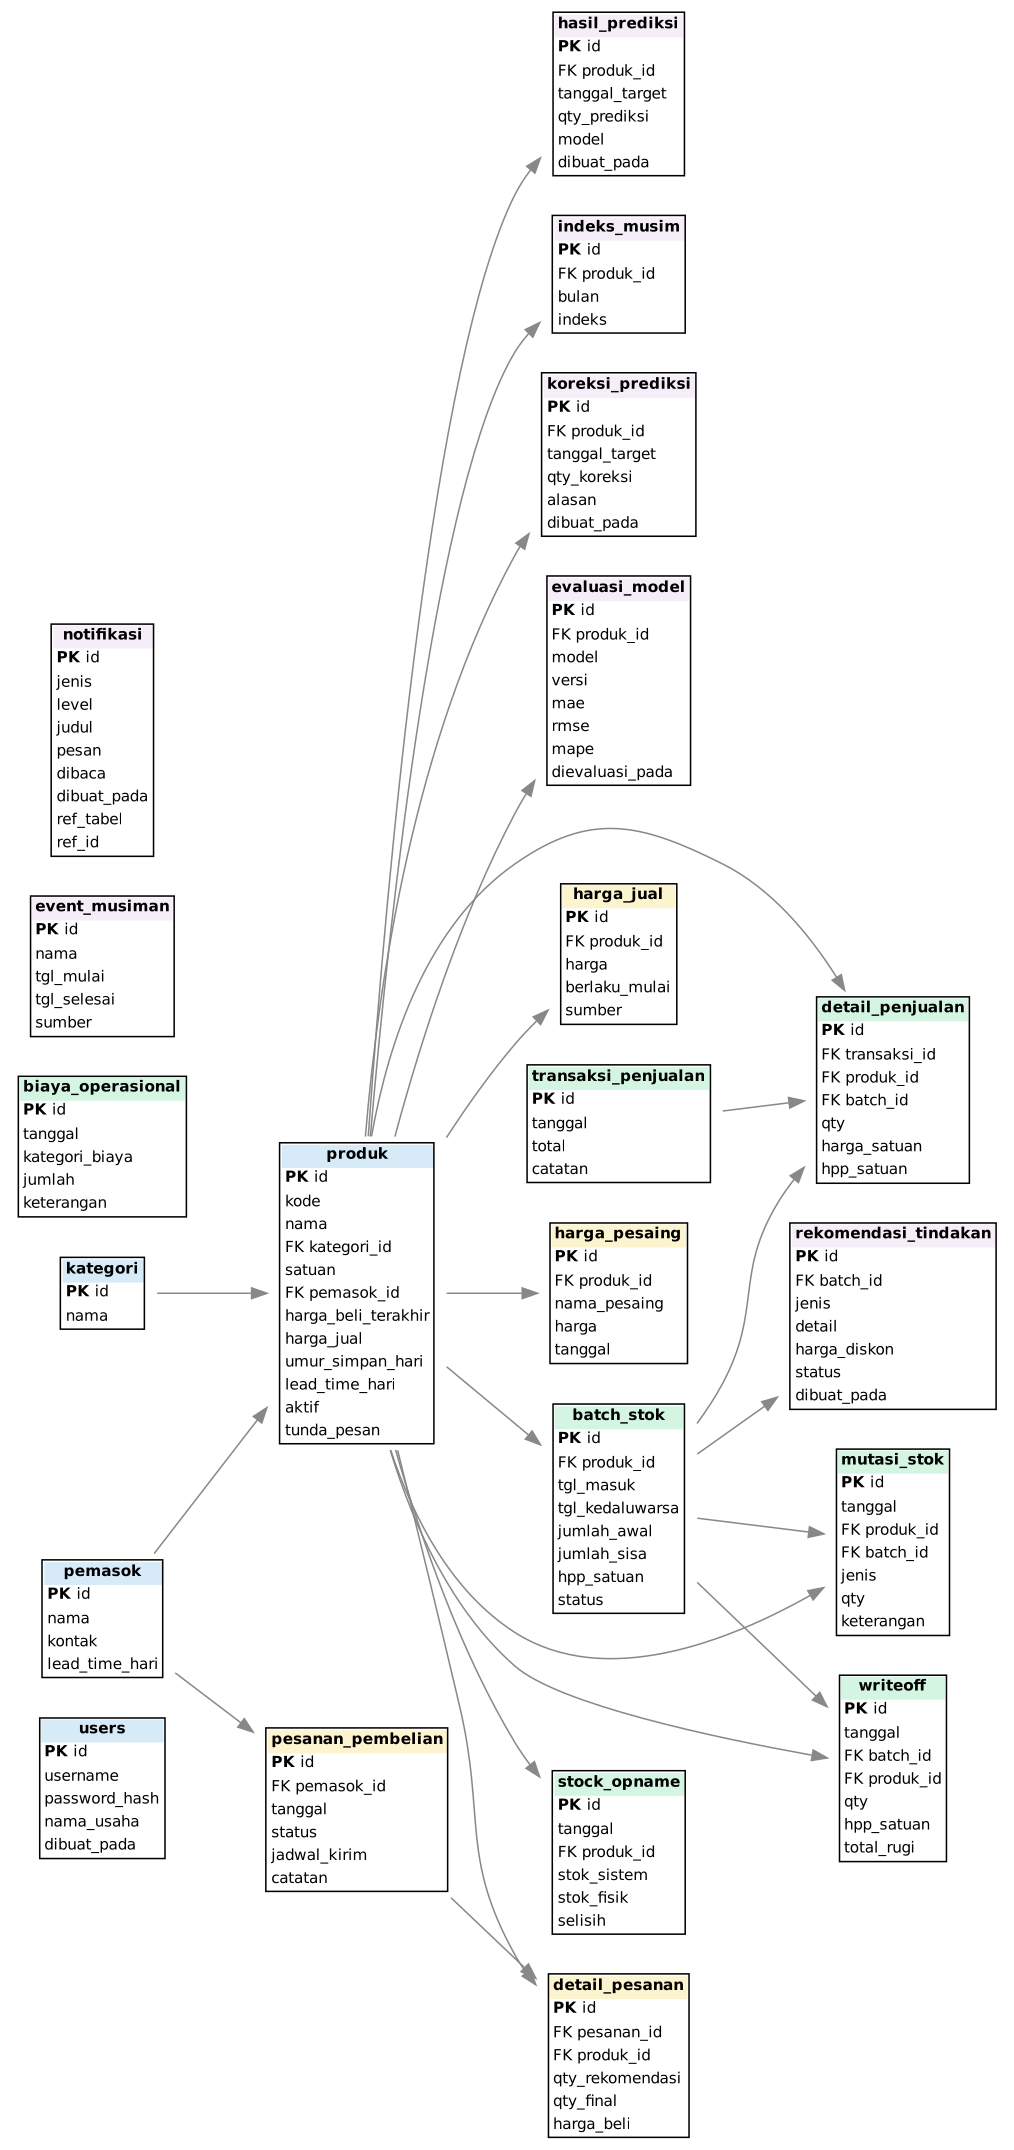 hasil_prediksi
PK id
FK produk_id
tanggal_target
qty_prediksi
model
dibuat_pada
indeks_musim
PK id
FK produk_id
bulan
indeks
koreksi_prediksi
PK id
FK produk_id
tanggal_target
qty_koreksi
alasan
dibuat_pada
evaluasi_model
PK id
FK produk_id
model
versi
mae
rmse
mape
dievaluasi_pada
notifikasi
PK id
jenis
level
judul
pesan
dibaca
dibuat_pada
ref_tabel
ref_id
event_musiman
PK id
nama
tgl_mulai
tgl_selesai
sumber
harga_jual
PK id
FK produk_id
harga
berlaku_mulai
sumber
detail_penjualan
PK id
FK transaksi_id
FK produk_id
FK batch_id
qty
harga_satuan
hpp_satuan
biaya_operasional
PK id
tanggal
kategori_biaya
jumlah
keterangan
transaksi_penjualan
PK id
tanggal
total
catatan
produk
PK id
kode
nama
FK kategori_id
satuan
FK pemasok_id
harga_beli_terakhir
harga_jual
umur_simpan_hari
lead_time_hari
aktif
tunda_pesan
kategori
PK id
nama
harga_pesaing
PK id
FK produk_id
nama_pesaing
harga
tanggal
rekomendasi_tindakan
PK id
FK batch_id
jenis
detail
harga_diskon
status
dibuat_pada
batch_stok
PK id
FK produk_id
tgl_masuk
tgl_kedaluwarsa
jumlah_awal
jumlah_sisa
hpp_satuan
status
mutasi_stok
PK id
tanggal
FK produk_id
FK batch_id
jenis
qty
keterangan
pemasok
PK id
nama
kontak
lead_time_hari
writeoff
PK id
tanggal
FK batch_id
FK produk_id
qty
hpp_satuan
total_rugi
users
PK id
username
password_hash
nama_usaha
dibuat_pada
pesanan_pembelian
PK id
FK pemasok_id
tanggal
status
jadwal_kirim
catatan
stock_opname
PK id
tanggal
FK produk_id
stok_sistem
stok_fisik
selisih
detail_pesanan
PK id
FK pesanan_id
FK produk_id
qty_rekomendasi
qty_final
harga_beli